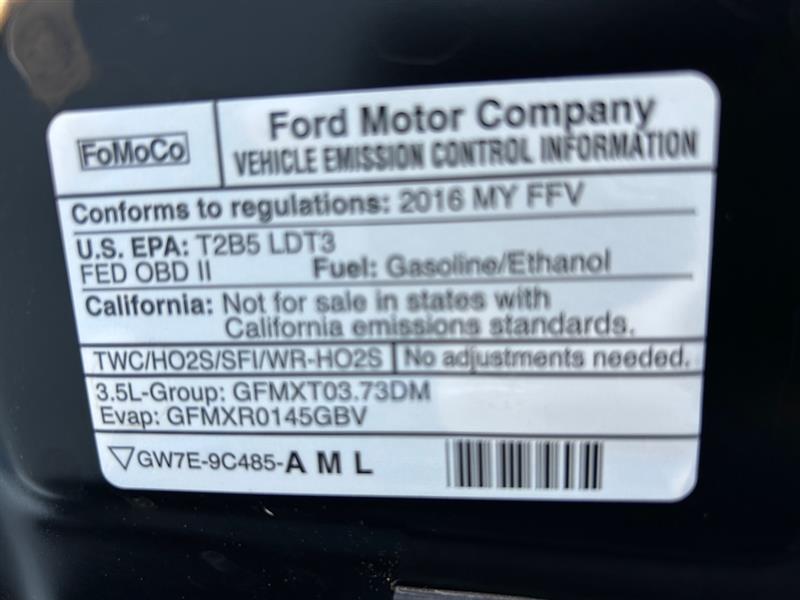 FoMoCo
Ford Motor Company
VEHICLE EMISSION CONTROL INFORMATION
Conforms to regulations: 2016 MY FFV
U.S. EPA: T2B5 LDT3
FED OBD II Fuel: Gasoline/Ethanol
California: Not for sale in states with
California emissions standards.
TWC/HO2S/SFI/WR-HO2S No adjustments needed.
3.5L-Group: GFMXT03.73DM
Evap: GFMXR0145GBV
GW7E-9C485-A M L